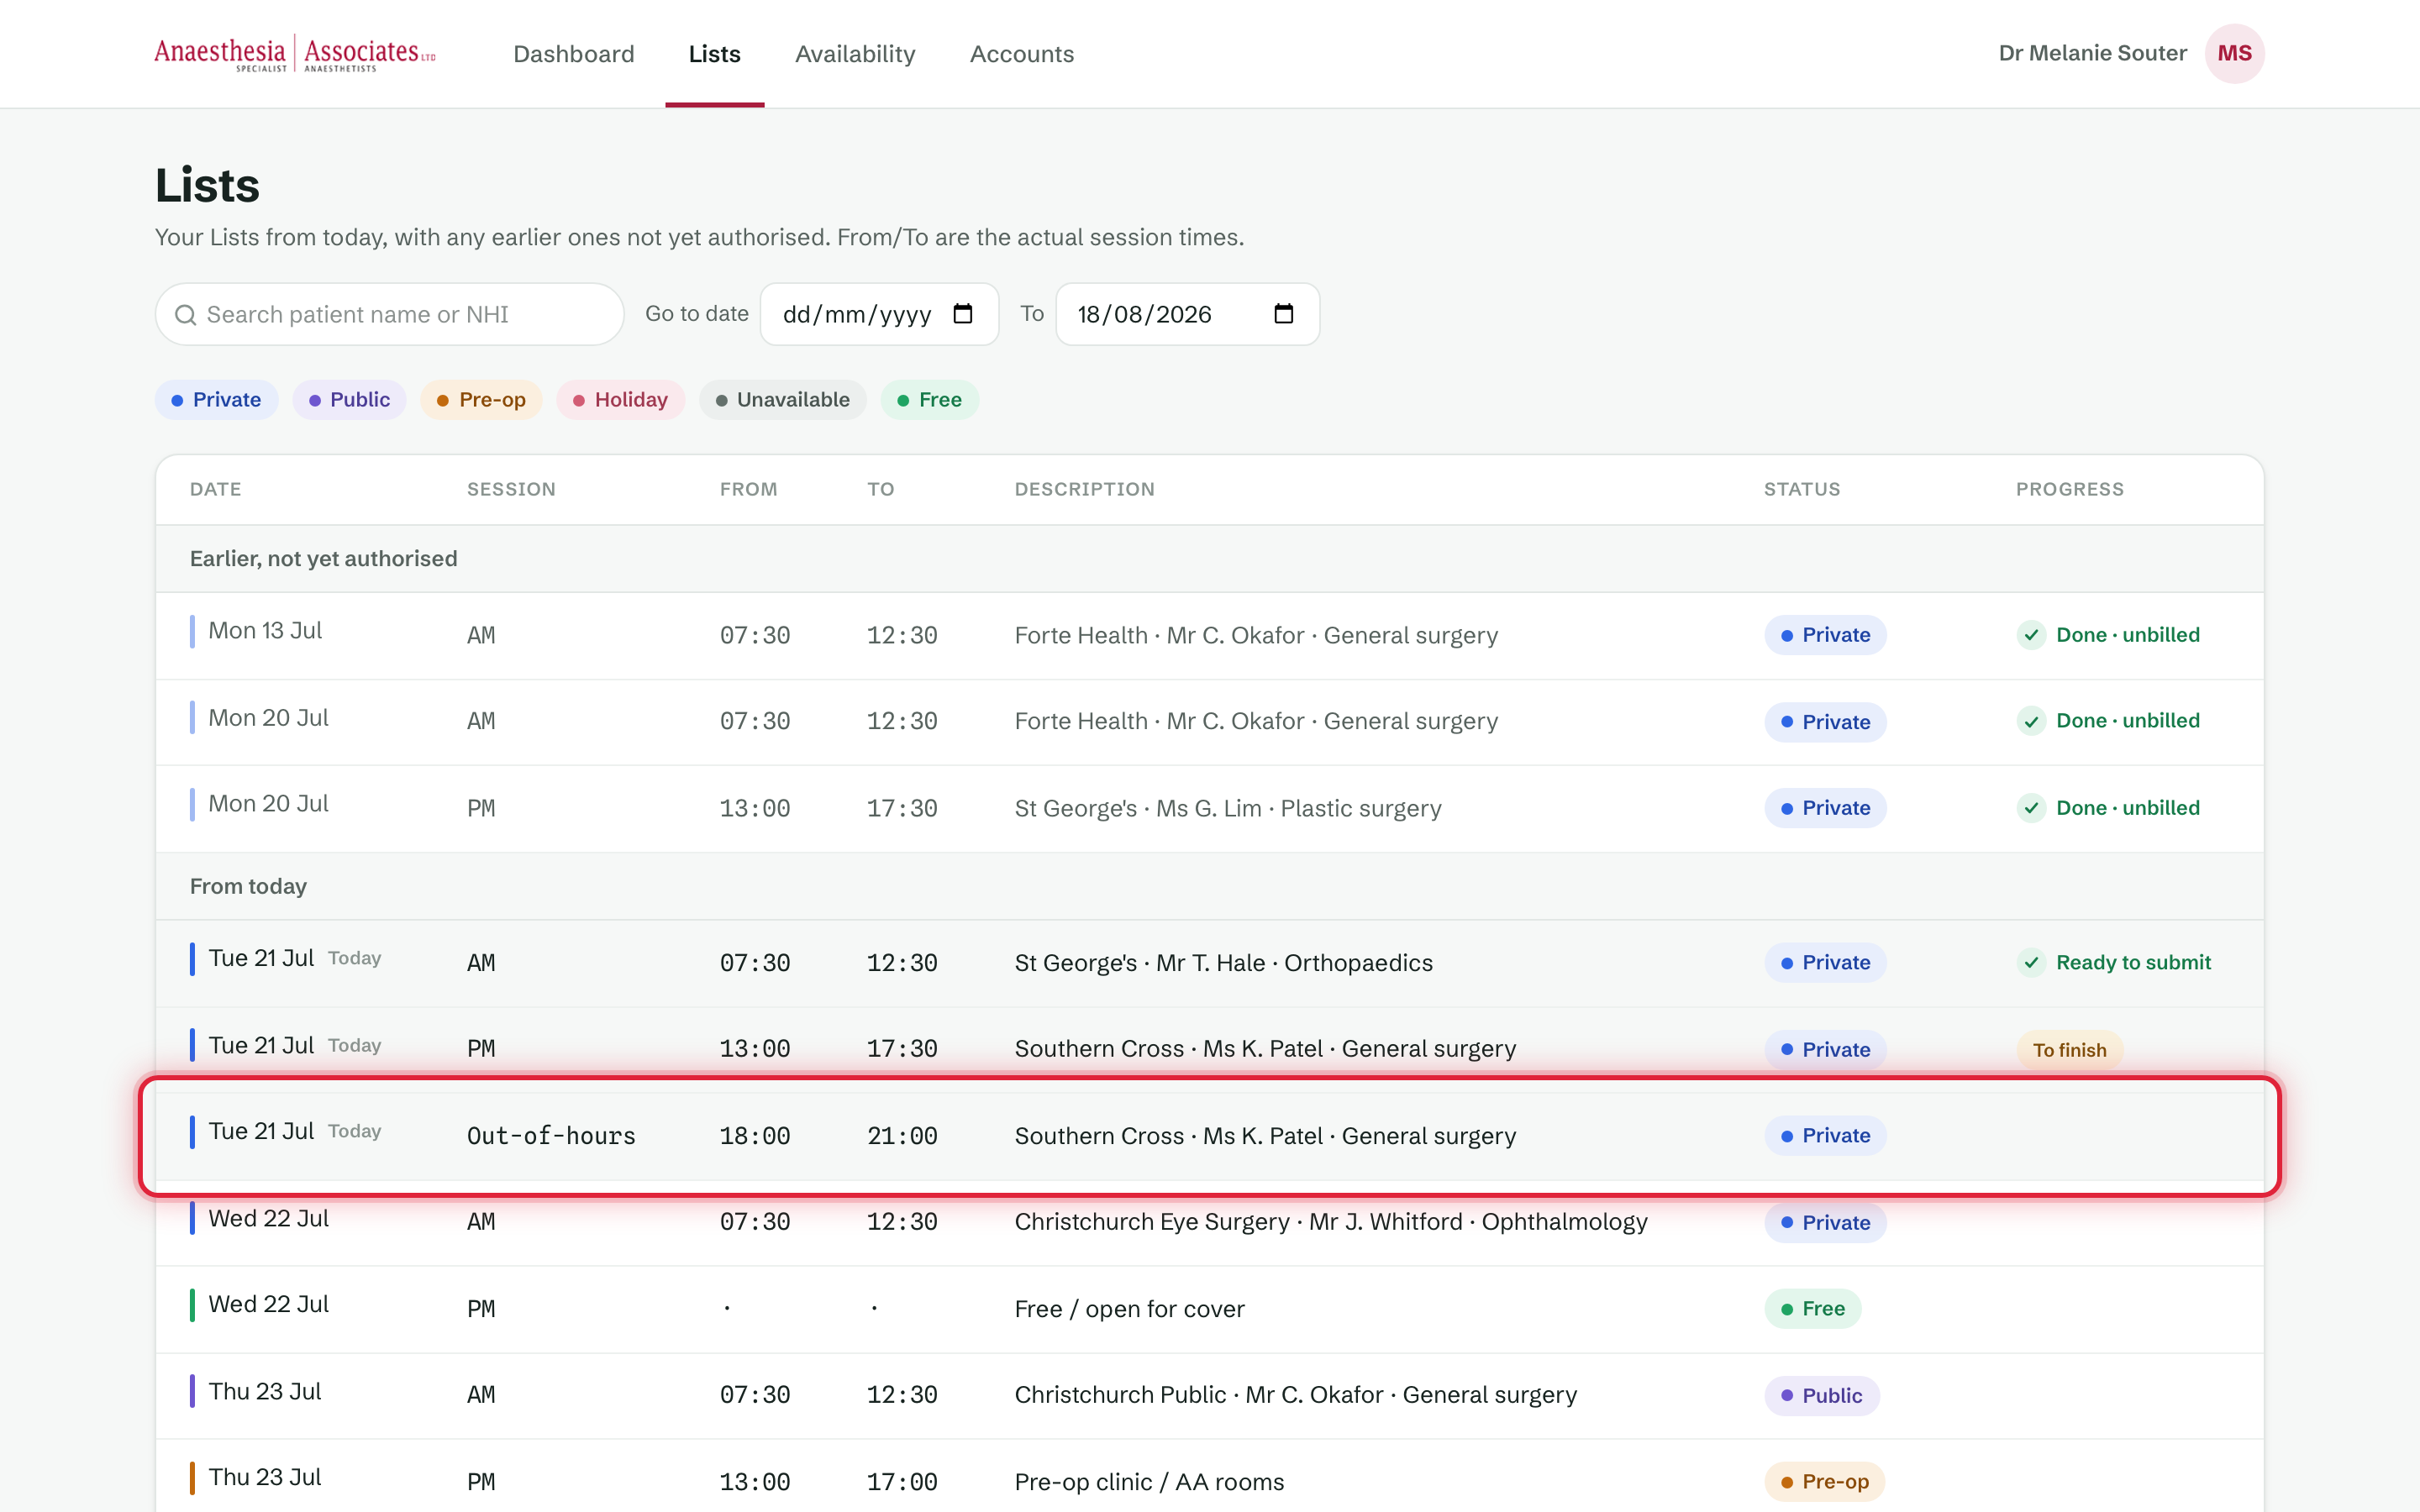 Anaesthesia Associates LTD
SPECIALIST ANAESTHETISTS
Dashboard Lists Availability Accounts
Dr Melanie Souter MS
Lists
Your Lists from today, with any earlier ones not yet authorised. From/To are the actual session times.
Search patient name or NHI Go to date dd/mm/yyyy To 18/08/2026
Private Public Pre-op Holiday Unavailable Free
DATE SESSION FROM TO DESCRIPTION STATUS PROGRESS
Earlier, not yet authorised
Mon 13 Jul AM 07:30 12:30 Forte Health · Mr C. Okafor · General surgery Private Done · unbilled
Mon 20 Jul AM 07:30 12:30 Forte Health · Mr C. Okafor · General surgery Private Done · unbilled
Mon 20 Jul PM 13:00 17:30 St George's · Ms G. Lim · Plastic surgery Private Done · unbilled
From today
Tue 21 Jul Today AM 07:30 12:30 St George's · Mr T. Hale · Orthopaedics Private Ready to submit
Tue 21 Jul Today PM 13:00 17:30 Southern Cross · Ms K. Patel · General surgery Private To finish
Tue 21 Jul Today Out-of-hours 18:00 21:00 Southern Cross · Ms K. Patel · General surgery Private
Wed 22 Jul AM 07:30 12:30 Christchurch Eye Surgery · Mr J. Whitford · Ophthalmology Private
Wed 22 Jul PM · · Free / open for cover Free
Thu 23 Jul AM 07:30 12:30 Christchurch Public · Mr C. Okafor · General surgery Public
Thu 23 Jul PM 13:00 17:00 Pre-op clinic / AA rooms Pre-op